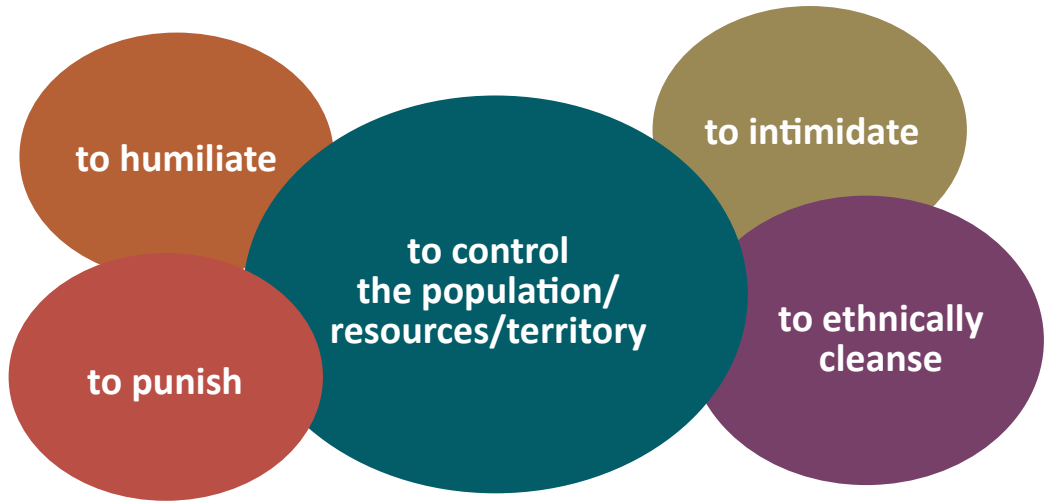 to humiliate
to intimidate
to control
the population/
resources/territory
to punish
to ethnically
cleanse